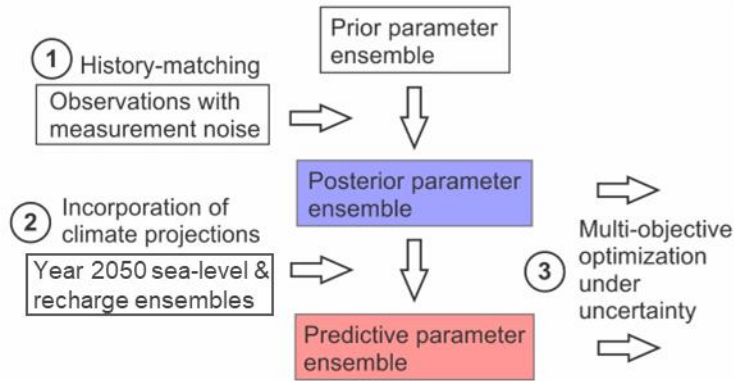 Prior parameter
ensemble
1
History-matching
Observations with
measurement noise
Posterior parameter
ensemble
2
Incorporation of
climate projections
Year 2050 sea-level &
recharge ensembles
3
Multi-objective
optimization
under
uncertainty
Predictive parameter
ensemble